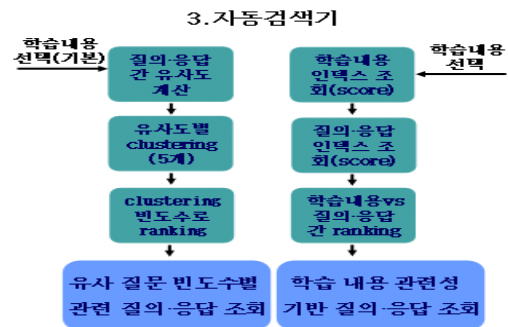 3.자동검색기
학습내용
선택(기본)
질의·응답
간 유사도
계산
유사도별
clustering
(5개)
clustering
빈도수로
ranking
유사 질문 빈도수별
관련 질의·응답 조회
학습내용
선택
학습내용
인덱스 조
회(score)
질의·응답
인덱스 조
회(score)
학습내용vs
질의·응답
간 ranking
학습 내용 관련성
기반 질의·응답 조회